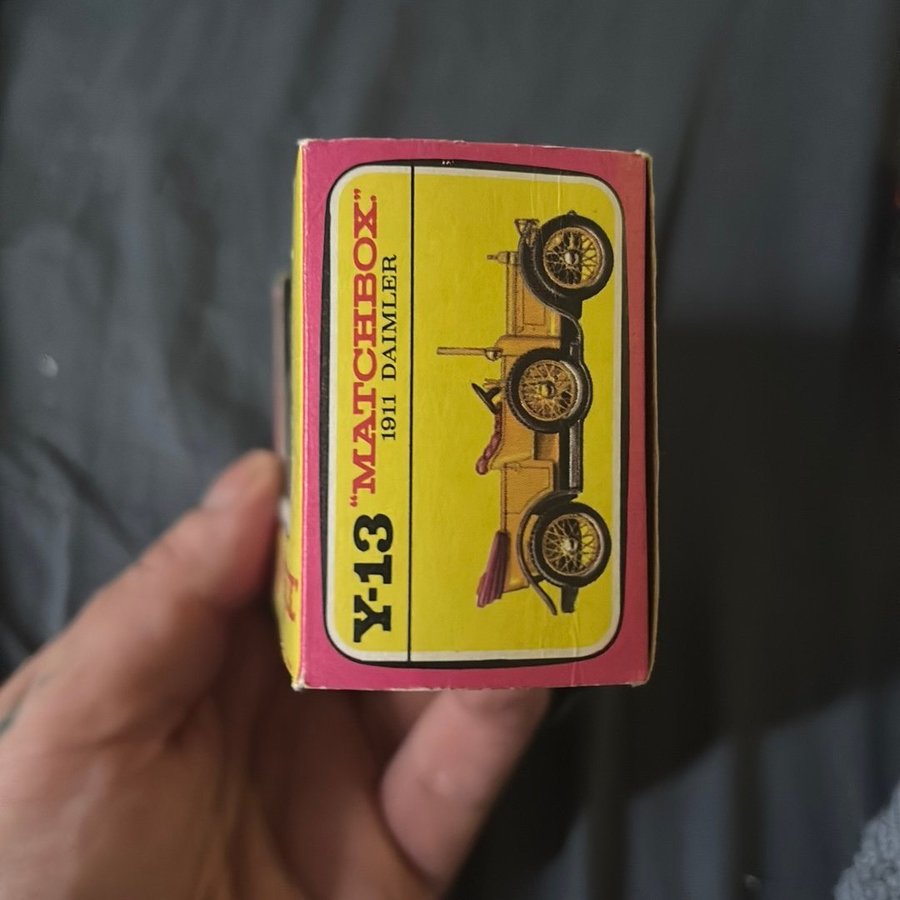 Y-13 "MATCHBOX"
1911 DAIMLER